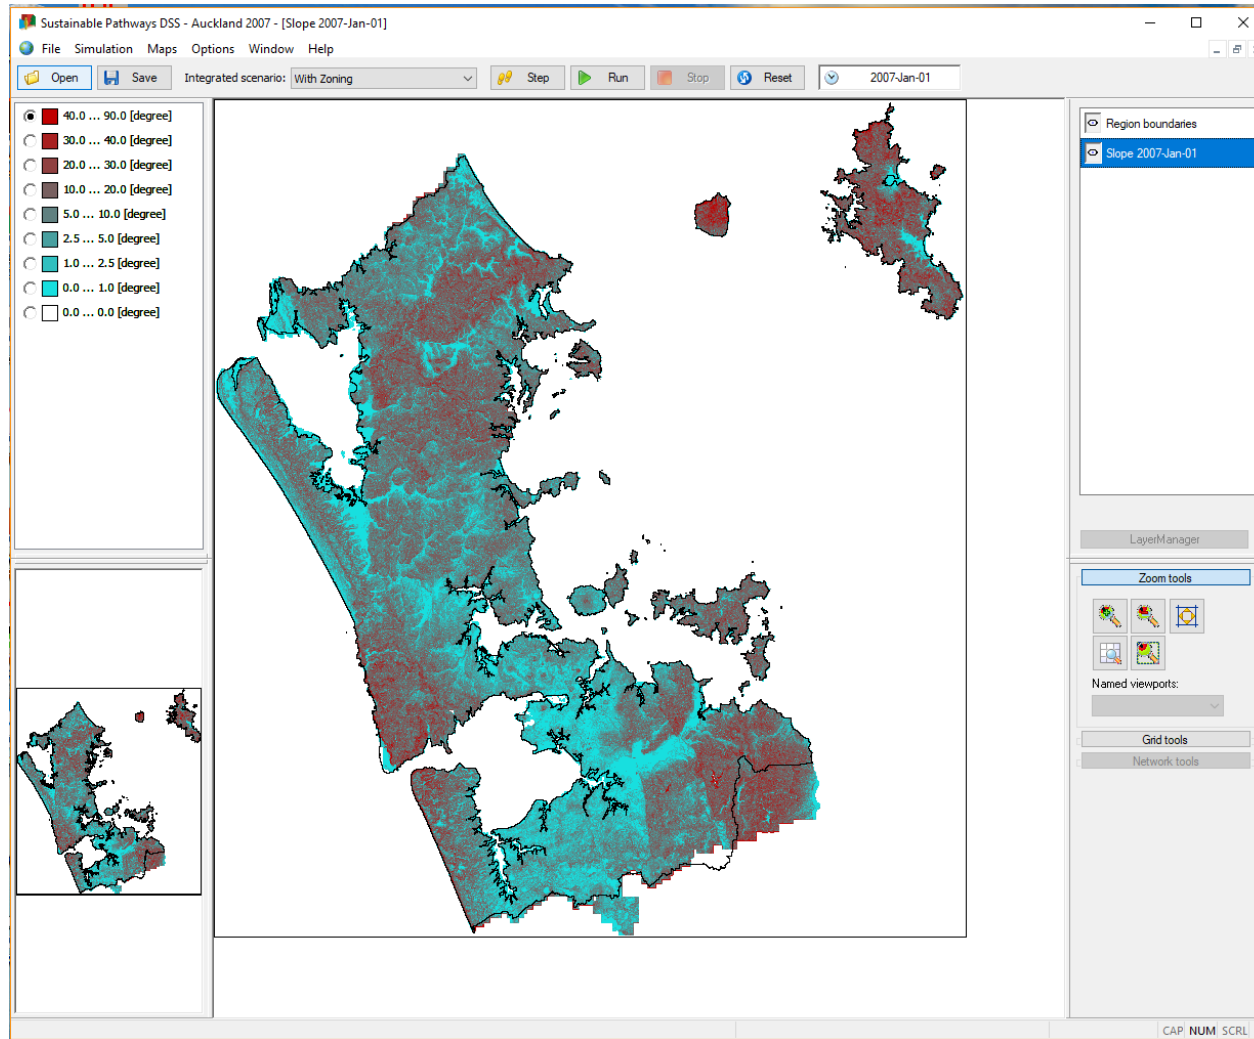 Sustainable Pathways DSS - Auckland 2007 - [Slope 2007-Jan-01]
File Simulation Maps Options Window Help
Open Save Integrated scenario: With Zoning Step Run Stop Reset 2007-Jan-01
40.0 ... 90.0 [degree]
30.0 ... 40.0 [degree]
20.0 ... 30.0 [degree]
10.0 ... 20.0 [degree]
5.0 ... 10.0 [degree]
2.5 ... 5.0 [degree]
1.0 ... 2.5 [degree]
0.0 ... 1.0 [degree]
0.0 ... 0.0 [degree]
Region boundaries
Slope 2007-Jan-01
LayerManager
Zoom tools
Named viewports:
Grid tools
Network tools
CAP NUM SCRL